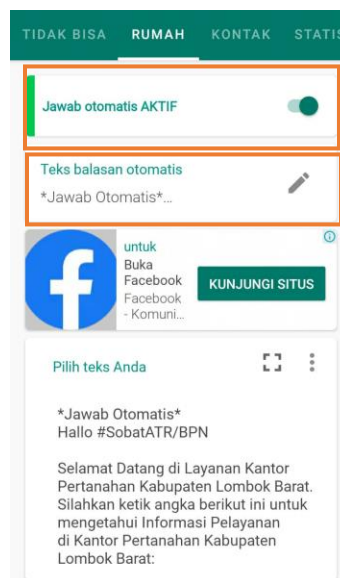 TIDAK BISA RUMAH KONTAK STATIS
Jawab otomatis AKTIF
Teks balasan otomatis
*Jawab Otomatis*...
untuk
Buka
Facebook
Facebook
- Komuni...
KUNJUNGI SITUS
Pilih teks Anda
*Jawab Otomatis*
Hallo #SobatATR/BPN
Selamat Datang di Layanan Kantor
Pertanahan Kabupaten Lombok Barat.
Silahkan ketik angka berikut ini untuk
mengetahui Informasi Pelayanan
di Kantor Pertanahan Kabupaten
Lombok Barat: